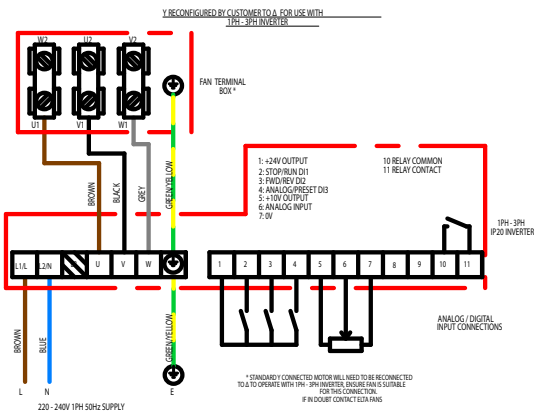 Y RECONFIGURED BY CUSTOMER TO Δ FOR USE WITH
1PH - 3PH INVERTER
W2 U2 V2
U1 V1 W1
FAN TERMINAL
BOX *
BROWN
BLACK
GREY
GREEN/YELLOW
1: +24V OUTPUT
2: STOP/RUN DI1
3: FWD/REV DI2
4: ANALOG/PRESET DI3
5: +10V OUTPUT
6: ANALOG INPUT
7: 0V
10 RELAY COMMON
11 RELAY CONTACT
1PH - 3PH
IP20 INVERTER
L1/L L2/N U V W
1 2 3 4 5 6 7 8 9 10 11
BROWN
BLUE
GREEN/YELLOW
ANALOG / DIGITAL
INPUT CONNECTIONS
L N E
220 - 240V 1PH 50Hz SUPPLY
* STANDARD Y CONNECTED MOTOR WILL NEED TO BE RECONNECTED
TO Δ TO OPERATE WITH 1PH - 3PH INVERTER, ENSURE FAN IS SUITABLE
FOR THIS CONNECTION.
IF IN DOUBT CONTACT ELTA FANS